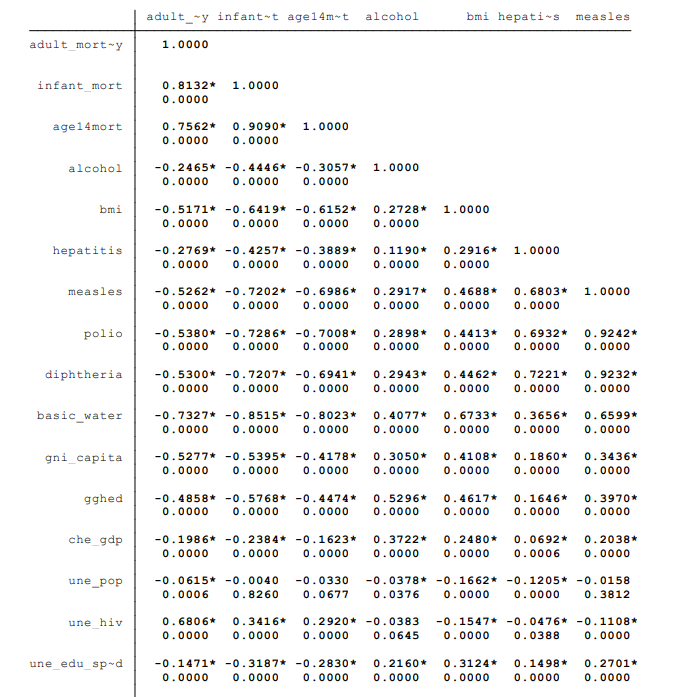 adult_~y infant~t age14m~t alcohol bmi hepati~s measles
adult_mort~y 1.0000
infant_mort 0.8132* 1.0000
0.0000
age14mort 0.7562* 0.9090* 1.0000
0.0000 0.0000
alcohol -0.2465* -0.4446* -0.3057* 1.0000
0.0000 0.0000 0.0000
bmi -0.5171* -0.6419* -0.6152* 0.2728* 1.0000
0.0000 0.0000 0.0000 0.0000
hepatitis -0.2769* -0.4257* -0.3889* 0.1190* 0.2916* 1.0000
0.0000 0.0000 0.0000 0.0000 0.0000
measles -0.5262* -0.7202* -0.6986* 0.2917* 0.4688* 0.6803* 1.0000
0.0000 0.0000 0.0000 0.0000 0.0000 0.0000
polio -0.5380* -0.7286* -0.7008* 0.2898* 0.4413* 0.6932* 0.9242*
0.0000 0.0000 0.0000 0.0000 0.0000 0.0000 0.0000
diphtheria -0.5300* -0.7207* -0.6941* 0.2943* 0.4462* 0.7221* 0.9232*
0.0000 0.0000 0.0000 0.0000 0.0000 0.0000 0.0000
basic_water -0.7327* -0.8515* -0.8023* 0.4077* 0.6733* 0.3656* 0.6599*
0.0000 0.0000 0.0000 0.0000 0.0000 0.0000 0.0000
gni_capita -0.5277* -0.5395* -0.4178* 0.3050* 0.4108* 0.1860* 0.3436*
0.0000 0.0000 0.0000 0.0000 0.0000 0.0000 0.0000
gghed -0.4858* -0.5768* -0.4474* 0.5296* 0.4617* 0.1646* 0.3970*
0.0000 0.0000 0.0000 0.0000 0.0000 0.0000 0.0000
che_gdp -0.1986* -0.2384* -0.1623* 0.3722* 0.2480* 0.0692* 0.2038*
0.0000 0.0000 0.0000 0.0000 0.0000 0.0006 0.0000
une_pop -0.0615* -0.0040 -0.0330 -0.0378* -0.1662* -0.1205* -0.0158
0.0006 0.8260 0.0677 0.0376 0.0000 0.0000 0.3812
une_hiv 0.6806* 0.3416* 0.2920* -0.0383 -0.1547* -0.0476* -0.1108*
0.0000 0.0000 0.0000 0.0645 0.0000 0.0388 0.0000
une_edu_sp~d -0.1471* -0.3187* -0.2830* 0.2160* 0.3124* 0.1498* 0.2701*
0.0000 0.0000 0.0000 0.0000 0.0000 0.0000 0.0000